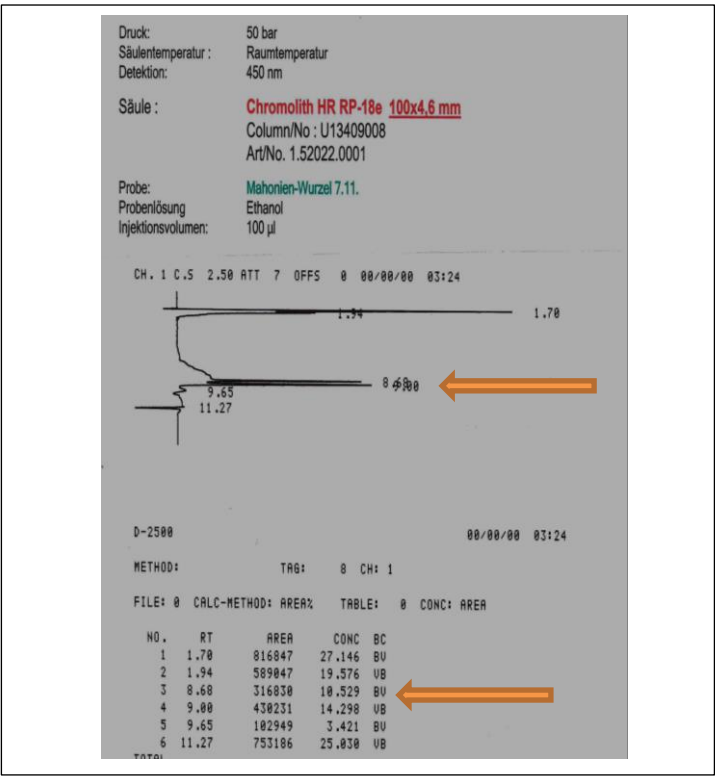 Druck: 50 bar
Säulentemperatur : Raumtemperatur
Detektion: 450 nm
Säule : Chromolith HR RP-18e 100x4,6 mm
Column/No : U13409008
Art/No. 1.52022.0001
Probe: Mahonien-Wurzel 7.11.
Probenlösung Ethanol
Injektionsvolumen: 100 µl
CH. 1 C.S 2.50 ATT 7 OFFS 0 00/00/00 03:24
1.94 1.70
8.68 9.00
9.65
11.27
D-2500 00/00/00 03:24
METHOD: TAG: 8 CH: 1
FILE: 0 CALC-METHOD: AREA% TABLE: 0 CONC: AREA
NO. RT AREA CONC BC
1 1.70 816847 27.146 BV
2 1.94 589047 19.576 VB
3 8.68 316830 10.529 BV
4 9.00 430231 14.298 VB
5 9.65 102949 3.421 BV
6 11.27 753186 25.030 VB
TOTAL